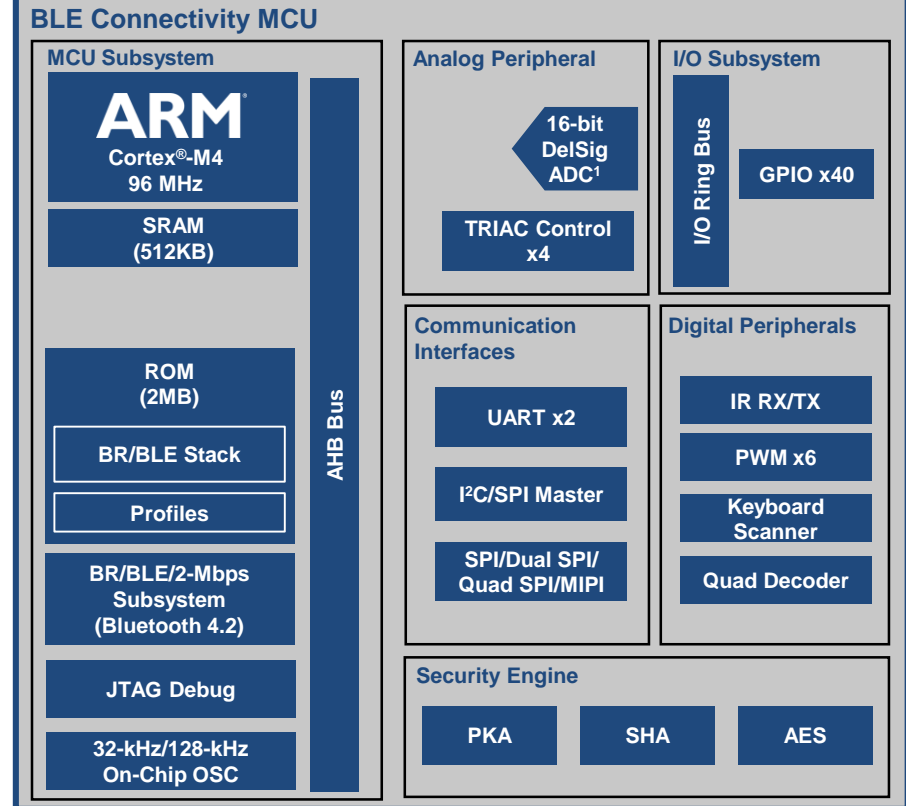 BLE Connectivity MCU
MCU Subsystem
ARM®
Cortex®-M4
96 MHz
SRAM
(512KB)
ROM
(2MB)
BR/BLE Stack
Profiles
BR/BLE/2-Mbps
Subsystem
(Bluetooth 4.2)
JTAG Debug
32-kHz/128-kHz
On-Chip OSC
AHB Bus
Analog Peripheral
16-bit
DelSig
ADC¹
TRIAC Control
x4
I/O Subsystem
I/O Ring Bus
GPIO x40
Communication
Interfaces
UART x2
I²C/SPI Master
SPI/Dual SPI/
Quad SPI/MIPI
Digital Peripherals
IR RX/TX
PWM x6
Keyboard
Scanner
Quad Decoder
Security Engine
PKA
SHA
AES